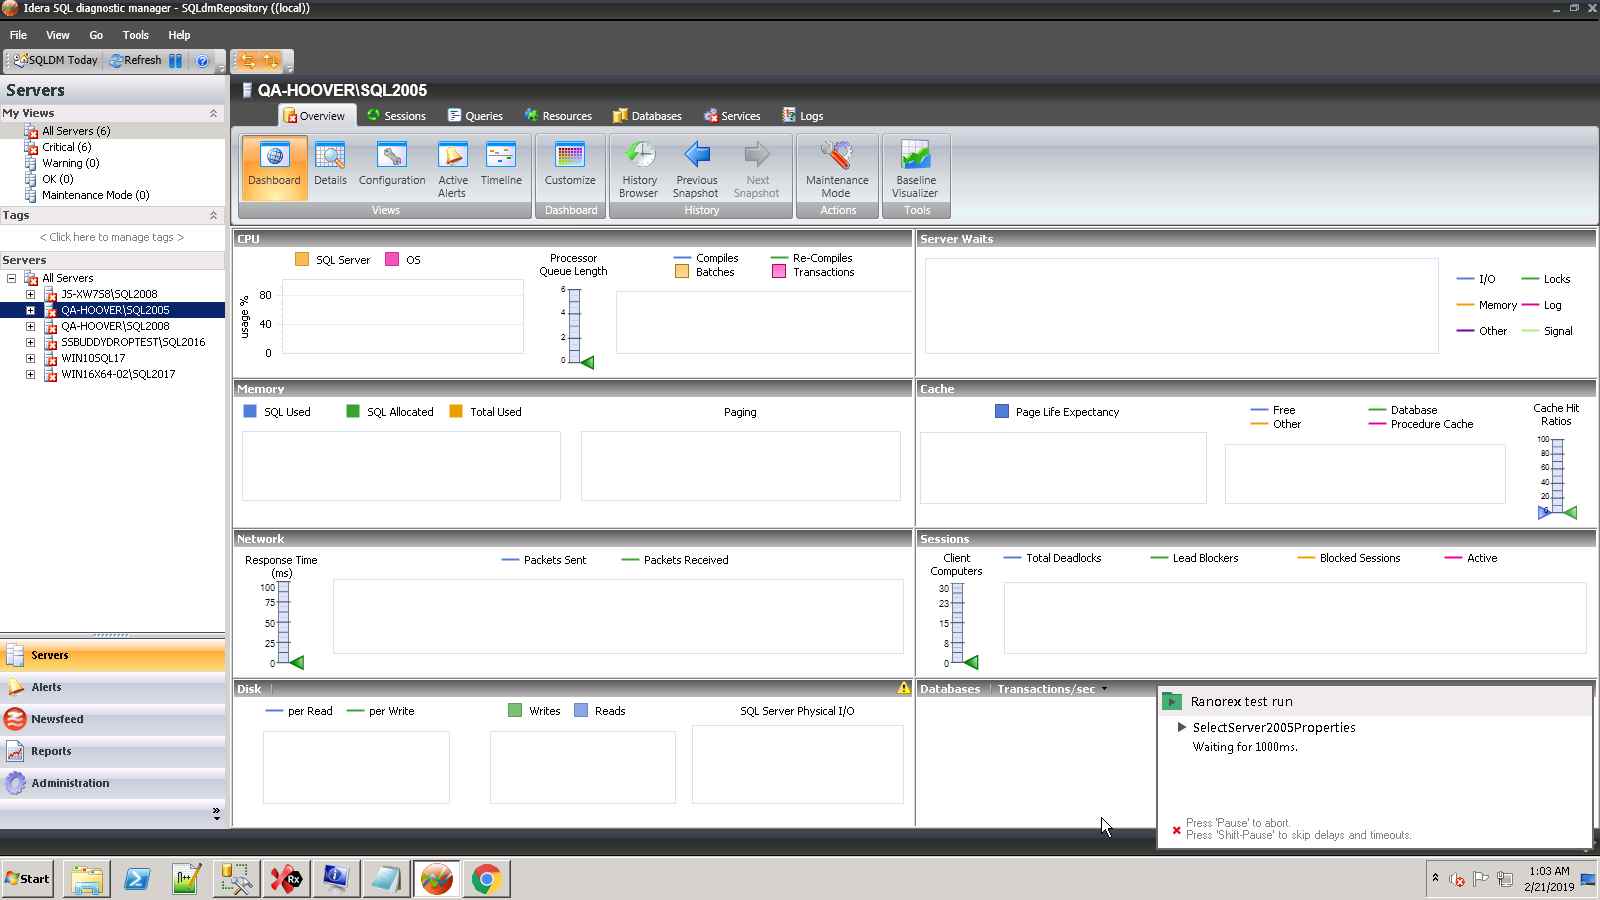 Idera SQL diagnostic manager - SQLdmRepository ((local))
File View Go Tools Help
SQLDM Today Refresh
Servers
My Views
All Servers (6)
Critical (6)
Warning (0)
OK (0)
Maintenance Mode (0)
Tags
< Click here to manage tags >
Servers
All Servers
JS-XW7S8\SQL2008
QA-HOOVER\SQL2005
QA-HOOVER\SQL2008
SSBUDDYDROPTEST\SQL2016
WIN10SQL17
WIN16X64-02\SQL2017
Servers
Alerts
Newsfeed
Reports
Administration
QA-HOOVER\SQL2005
Overview Sessions Queries Resources Databases Services Logs
Dashboard Details Configuration Active Alerts Timeline
Views
Customize
Dashboard
History Browser Previous Snapshot Next Snapshot
History
Maintenance Mode
Actions
Baseline Visualizer
Tools
CPU
SQL Server OS
usage %
80
40
0
Processor
Queue Length
6
4
2
0
Compiles Re-Compiles
Batches Transactions
Server Waits
I/O Locks
Memory Log
Other Signal
Memory
SQL Used SQL Allocated Total Used
Paging
Cache
Page Life Expectancy
Free Database
Other Procedure Cache
Cache Hit
Ratios
100
80
60
40
20
0
Network
Response Time
(ms)
100
75
50
25
0
Packets Sent Packets Received
Sessions
Client
Computers
30
23
15
8
0
Total Deadlocks Lead Blockers Blocked Sessions Active
Disk
per Read per Write
Writes Reads
SQL Server Physical I/O
Databases Transactions/sec
Ranorex test run
SelectServer2005Properties
Waiting for 1000ms.
Press 'Pause' to abort.
Press 'Shift-Pause' to skip delays and timeouts.
Start
n++
Rx
1:03 AM
2/21/2019